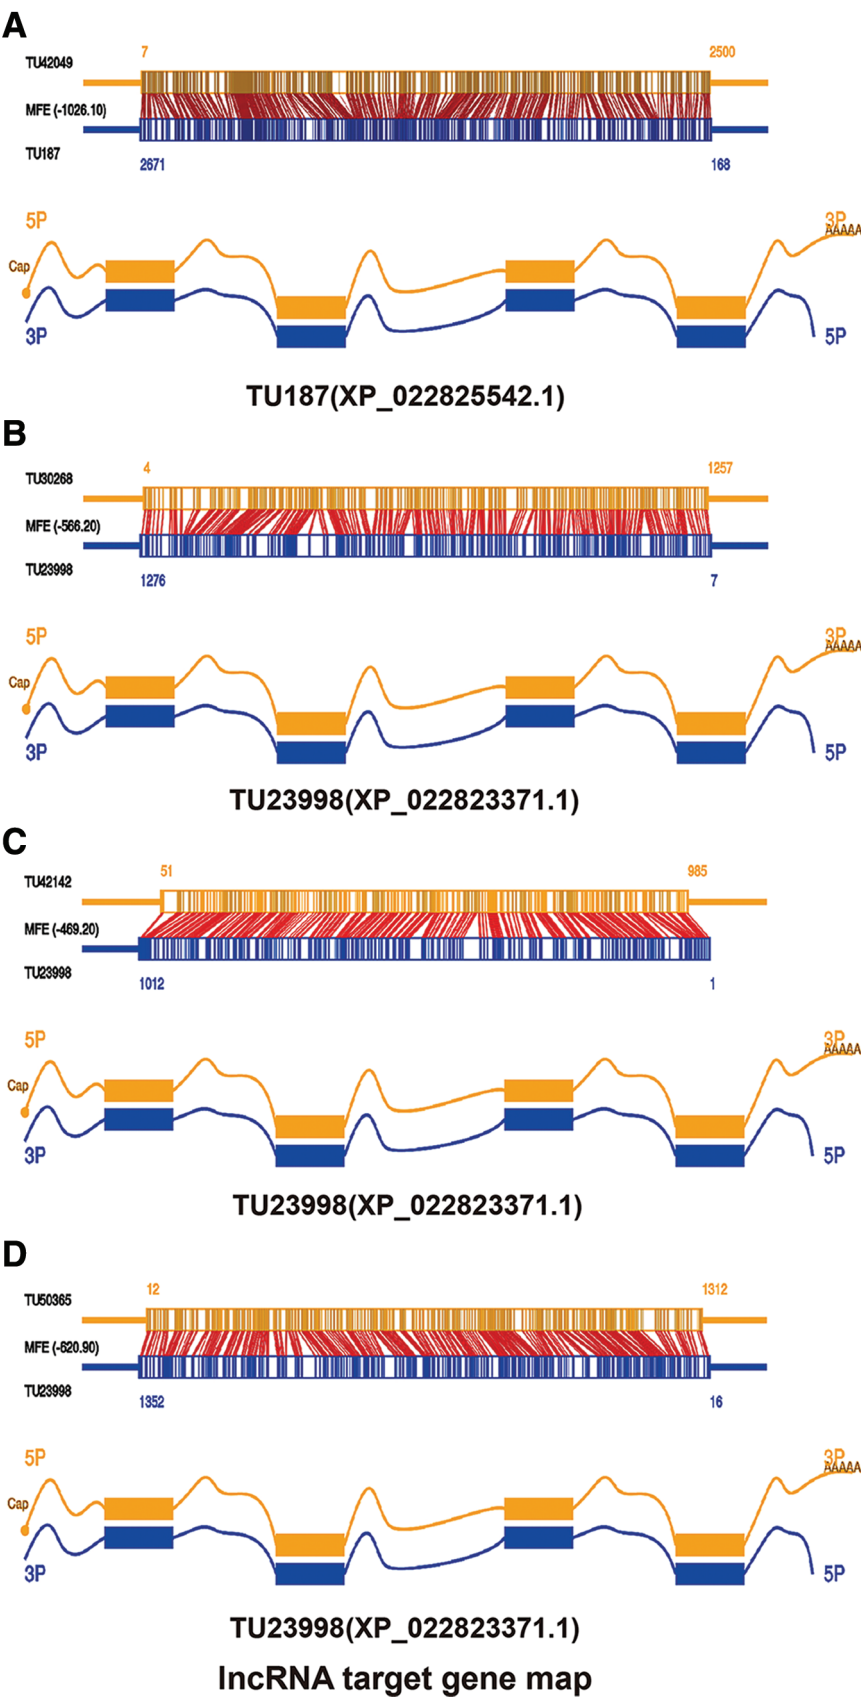 A
7 2500
TU42049
MFE (-1026.10)
TU187
2671 168
5P 3P
AAAAA
Cap
3P 5P
TU187(XP_022825542.1)
B
4 1257
TU30268
MFE (-566.20)
TU23998
1276 7
5P 3P
AAAAA
Cap
3P 5P
TU23998(XP_022823371.1)
C
51 985
TU42142
MFE (-469.20)
TU23998
1012 1
5P 3P
AAAAA
Cap
3P 5P
TU23998(XP_022823371.1)
D
12 1312
TU50365
MFE (-620.90)
TU23998
1352 16
5P 3P
AAAAA
Cap
3P 5P
TU23998(XP_022823371.1)
lncRNA target gene map